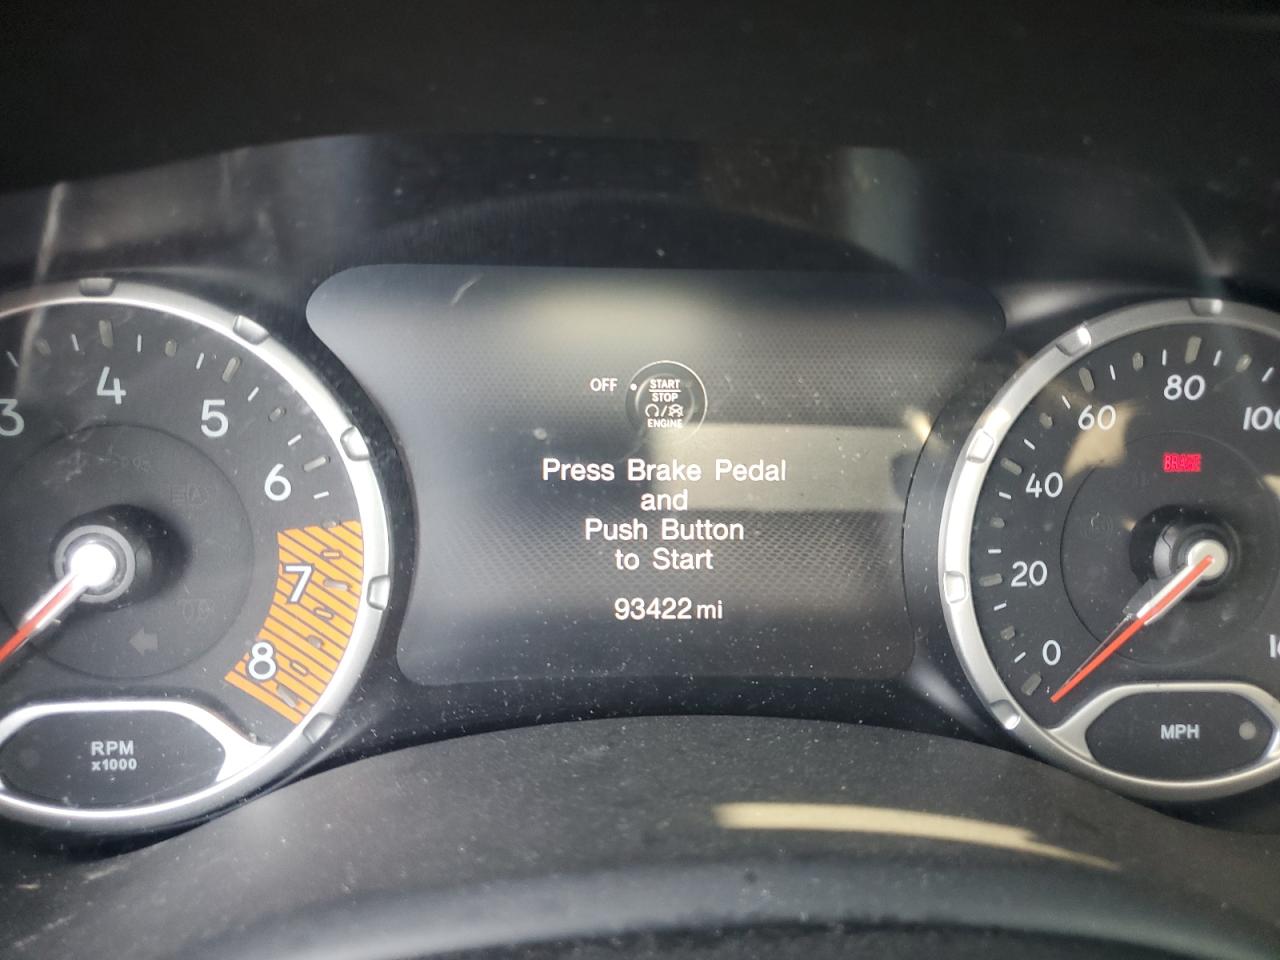 3
4
5
6
7
8
RPM
x1000
OFF
START
STOP
ENGINE
Press Brake Pedal
and
Push Button
to Start
93422 mi
0
20
40
60
80
100
BRAKE
MPH